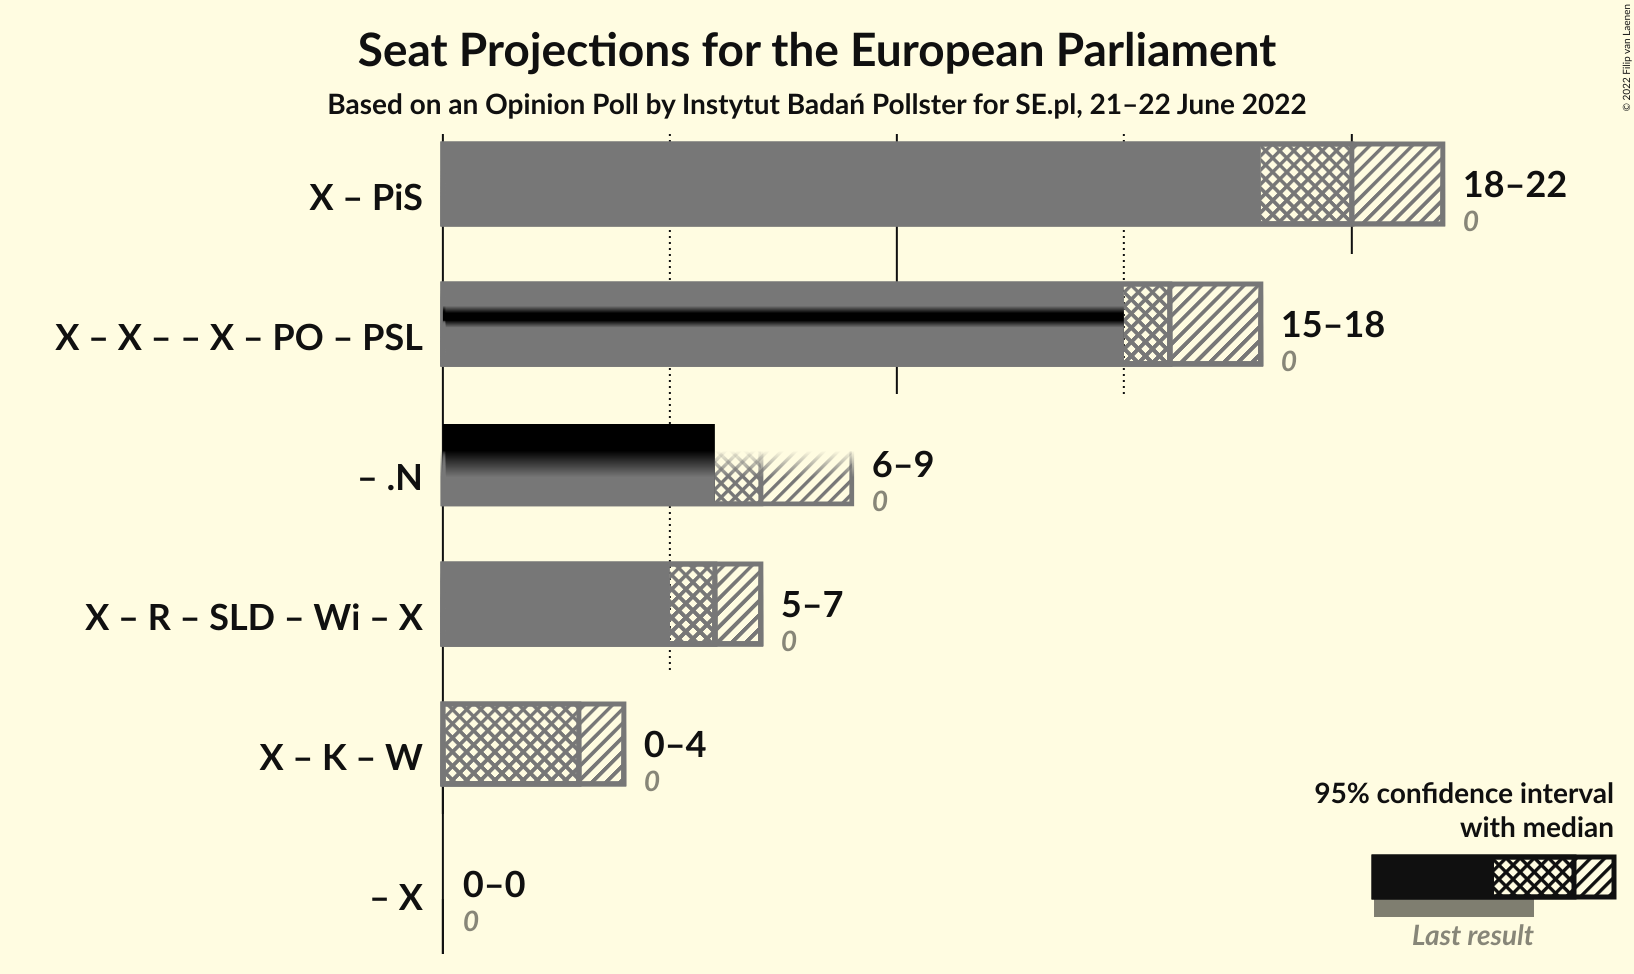 Seat Projections for the European Parliament
Based on an Opinion Poll by Instytut Badań Pollster for SE.pl, 21–22 June 2022
© 2022 Filip van Laenen
X – PiS
18–22
0
X – X – – X – PO – PSL
15–18
0
– .N
6–9
0
X – R – SLD – Wi – X
5–7
0
X – K – W
0–4
0
– X
0–0
0
95% confidence interval
with median
Last result